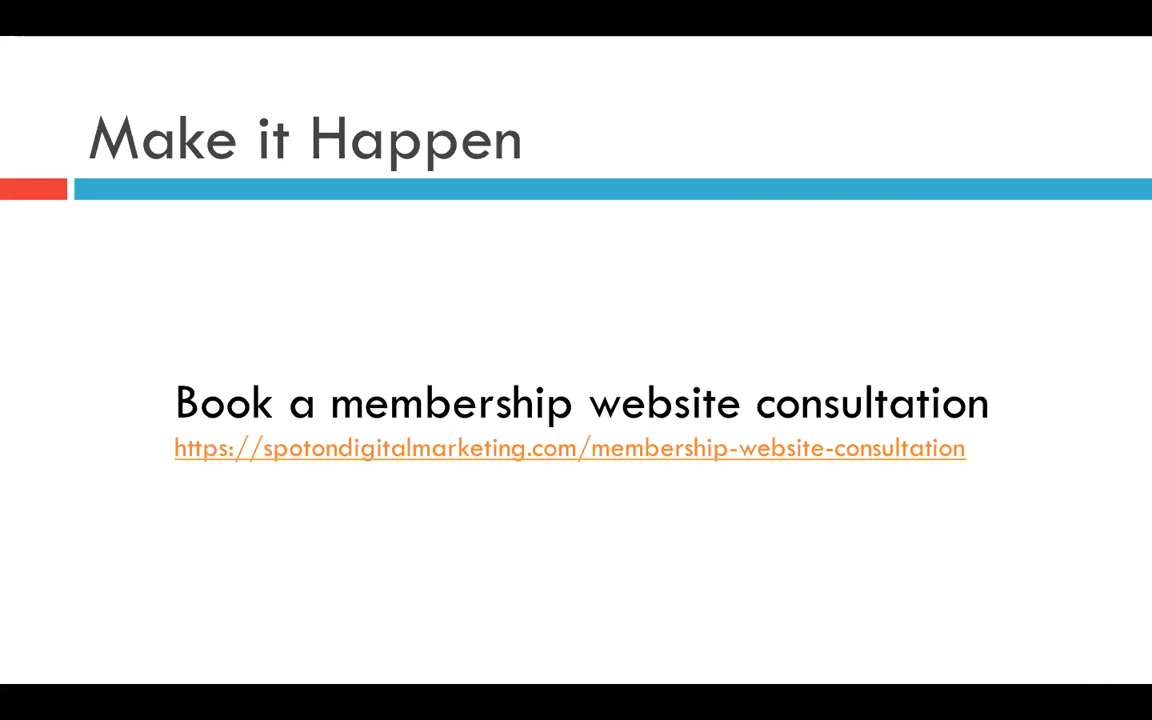 Make it Happen
Book a membership website consultation
https://spotondigitalmarketing.com/membership-website-consultation